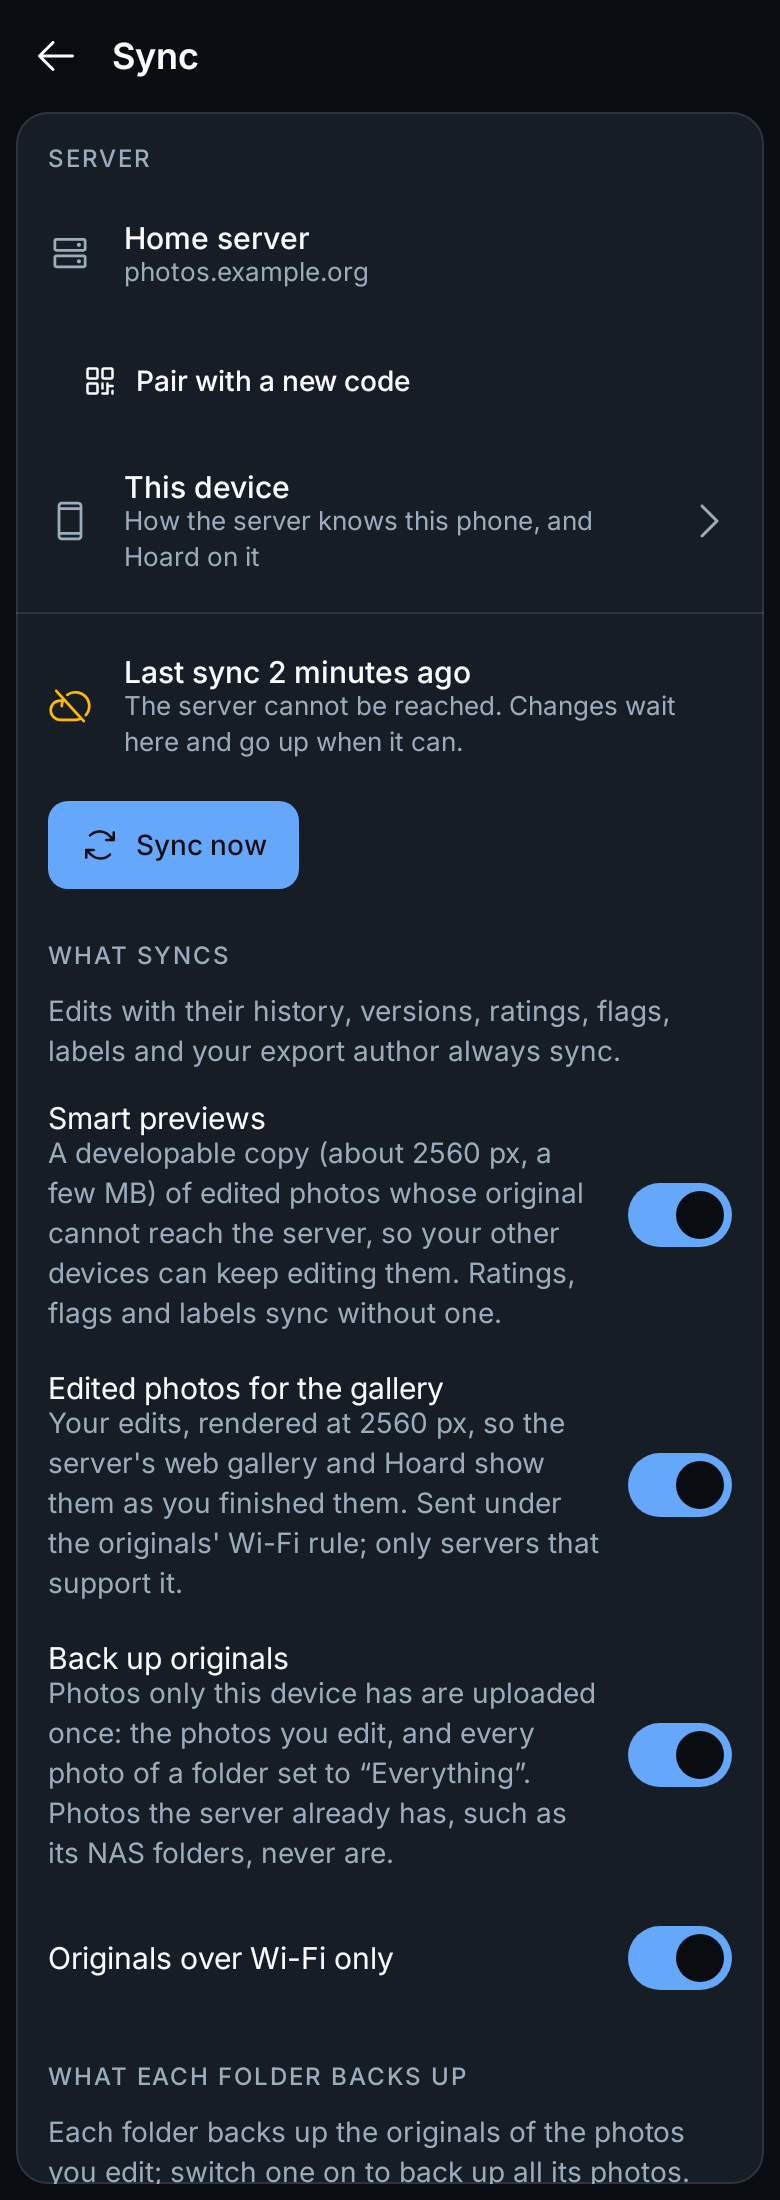 Sync
SERVER
Home server
photos.example.org
Pair with a new code
This device
How the server knows this phone, and
Hoard on it
Last sync 2 minutes ago
The server cannot be reached. Changes wait
here and go up when it can.
Sync now
WHAT SYNCS
Edits with their history, versions, ratings, flags,
labels and your export author always sync.
Smart previews
A developable copy (about 2560 px, a
few MB) of edited photos whose original
cannot reach the server, so your other
devices can keep editing them. Ratings,
flags and labels sync without one.
Edited photos for the gallery
Your edits, rendered at 2560 px, so the
server's web gallery and Hoard show
them as you finished them. Sent under
the originals' Wi-Fi rule; only servers that
support it.
Back up originals
Photos only this device has are uploaded
once: the photos you edit, and every
photo of a folder set to “Everything”.
Photos the server already has, such as
its NAS folders, never are.
Originals over Wi-Fi only
WHAT EACH FOLDER BACKS UP
Each folder backs up the originals of the photos
you edit; switch one on to back up all its photos.